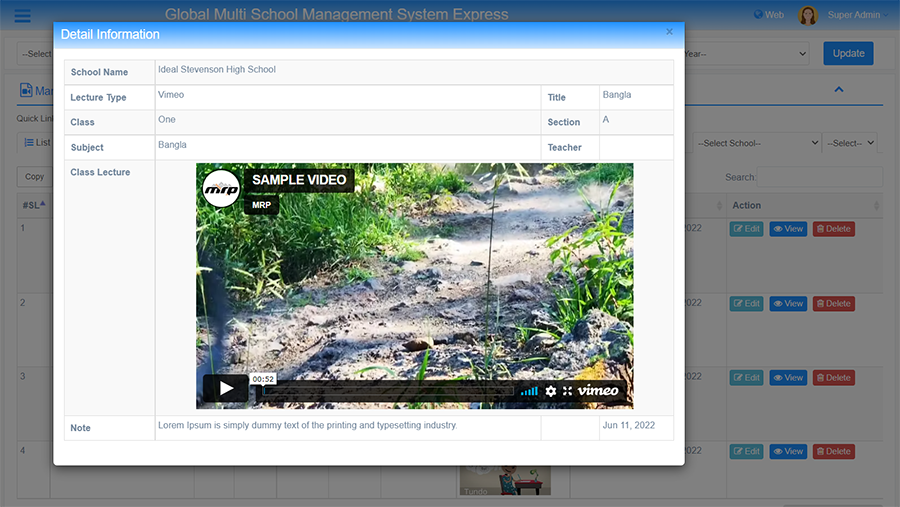 Global Multi School Management System Express
Web
Super Admin
Detail Information
×
--Select
Year--
Update
School Name Ideal Stevenson High School
Lecture Type Vimeo Title Bangla
Class One Section A
Subject Bangla Teacher
Class Lecture
mrp
SAMPLE VIDEO
MRP
00:52
vimeo
Note Lorem Ipsum is simply dummy text of the printing and typesetting industry. Jun 11, 2022
Quick Lin
List
--Select School--
--Select--
Copy
Search:
#SL
Action
1
2022
Edit View Delete
2
2022
Edit View Delete
3
2022
Edit View Delete
4
2022
Edit View Delete
Tundo